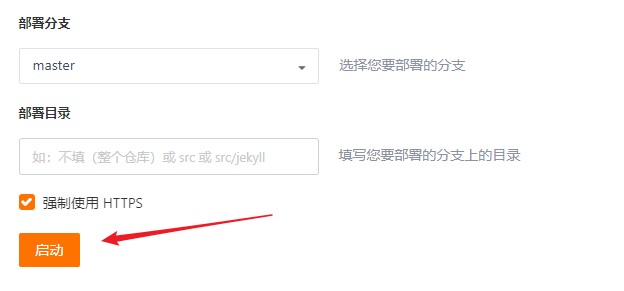 部署分支
master
选择您要部署的分支
部署目录
如：不填（整个仓库）或 src 或 src/jekyll
填写您要部署的分支上的目录
强制使用 HTTPS
启动